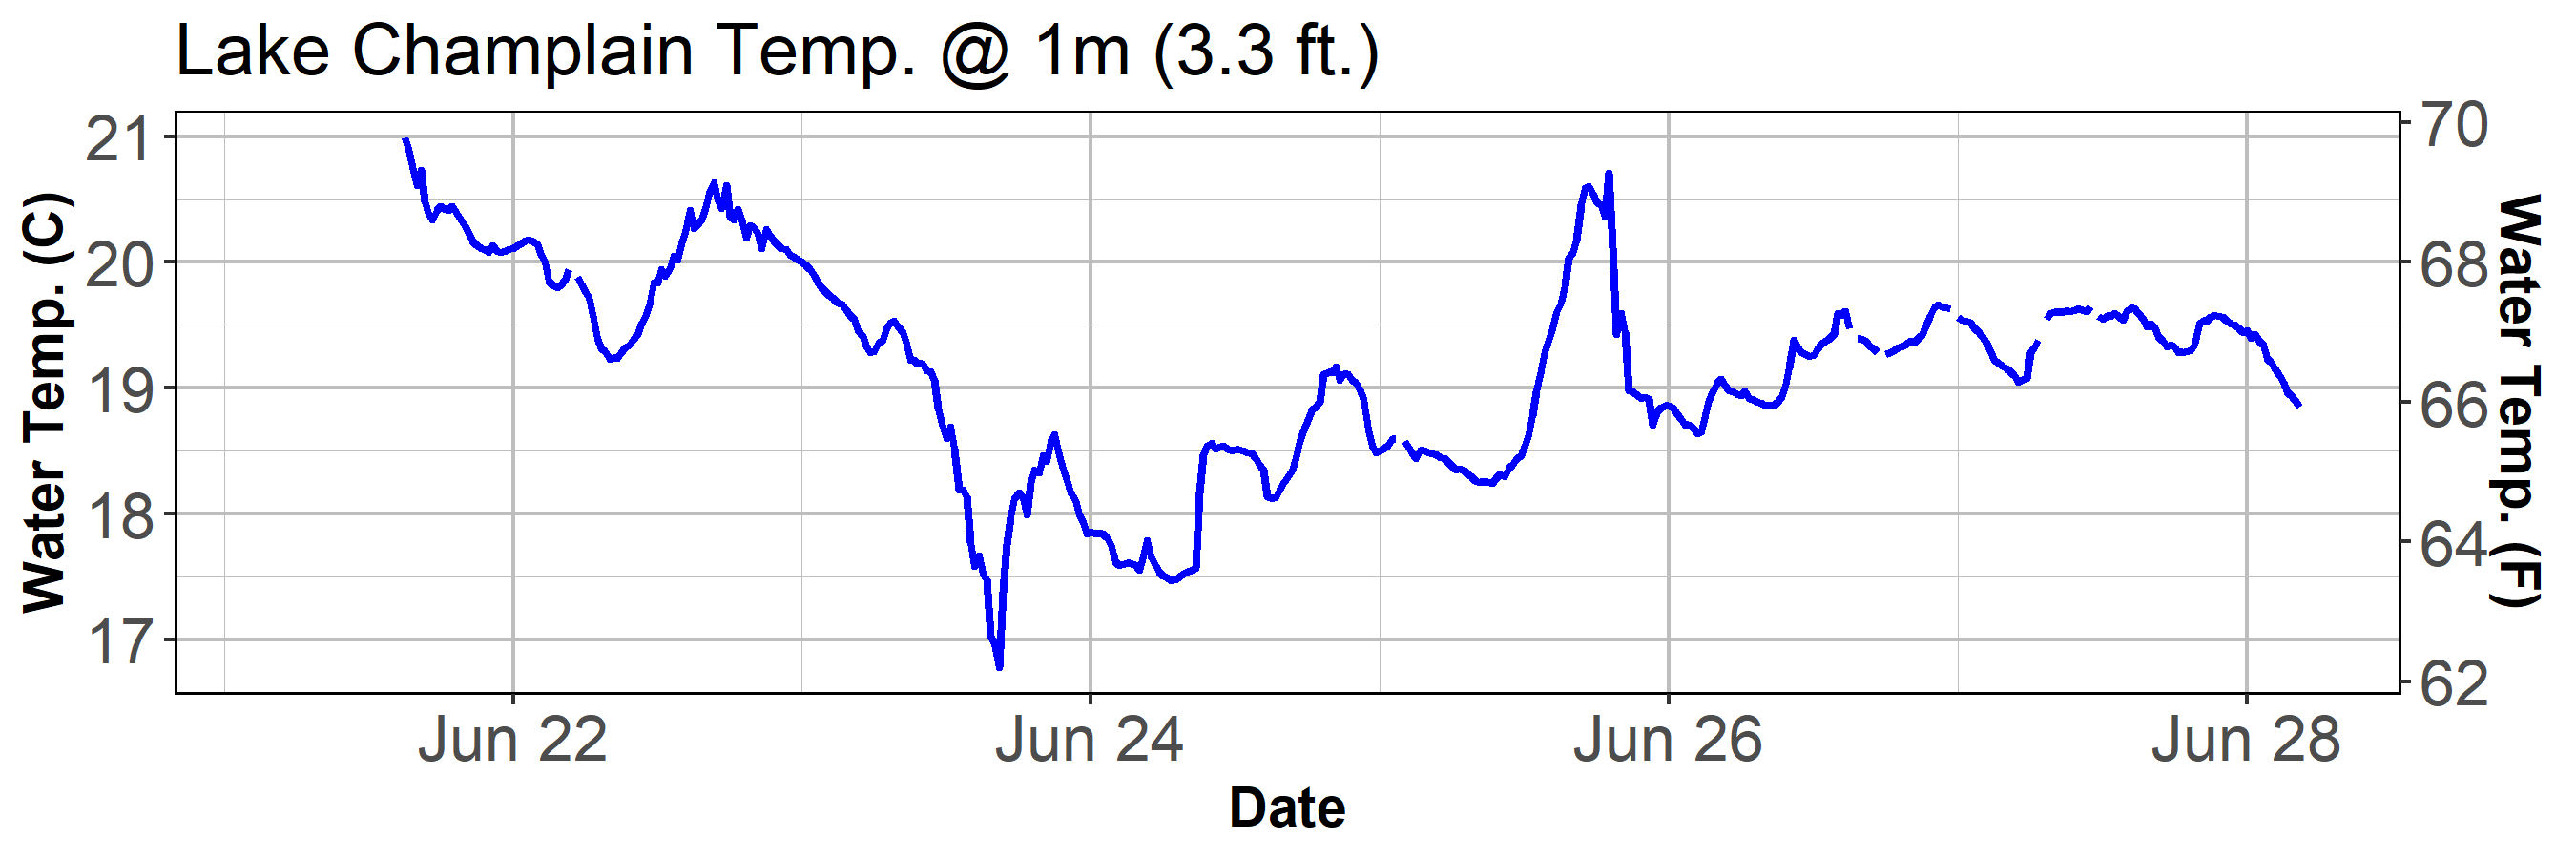 Lake Champlain Temp. @ 1m (3.3 ft.)
Water Temp. (C)
21
20
19
18
17
70
68
66
64
62
Water Temp. (F)
Jun 22
Jun 24
Jun 26
Jun 28
Date